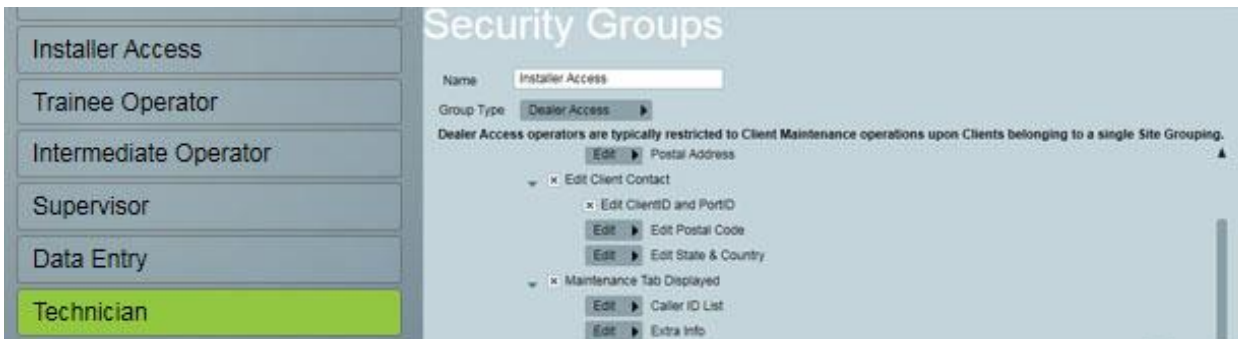 Installer Access
Trainee Operator
Intermediate Operator
Supervisor
Data Entry
Technician
Security Groups
Name Installer Access
Group Type Dealer Access
Dealer Access operators are typically restricted to Client Maintenance operations upon Clients belonging to a single Site Grouping.
Edit Postal Address
Edit Client Contact
Edit ClientID and PortID
Edit Edit Postal Code
Edit Edit State & Country
Maintenance Tab Displayed
Edit Caller ID List
Edit Extra Info